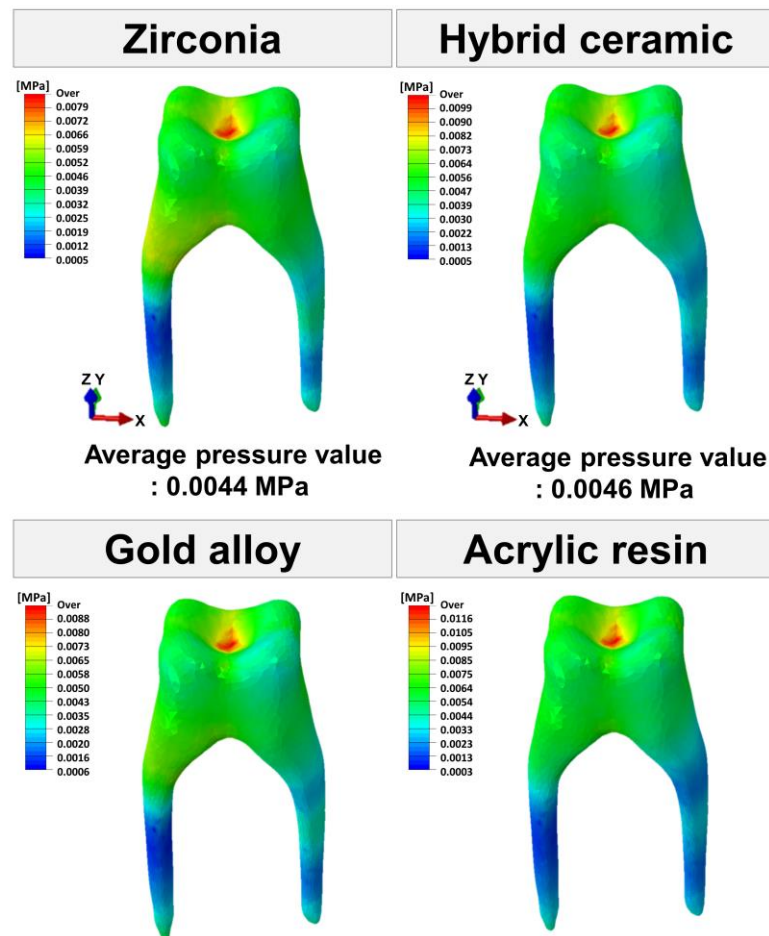 Zirconia
Hybrid ceramic
[MPa]
Over
0.0079
0.0072
0.0066
0.0059
0.0052
0.0046
0.0039
0.0032
0.0025
0.0019
0.0012
0.0005
[MPa]
Over
0.0099
0.0090
0.0082
0.0073
0.0064
0.0056
0.0047
0.0039
0.0030
0.0022
0.0013
0.0005
Z Y
X
Z Y
X
Average pressure value
: 0.0044 MPa
Average pressure value
: 0.0046 MPa
Gold alloy
Acrylic resin
[MPa]
Over
0.0088
0.0080
0.0073
0.0065
0.0058
0.0050
0.0043
0.0035
0.0028
0.0020
0.0016
0.0006
[MPa]
Over
0.0116
0.0105
0.0095
0.0085
0.0075
0.0064
0.0054
0.0044
0.0033
0.0023
0.0013
0.0003